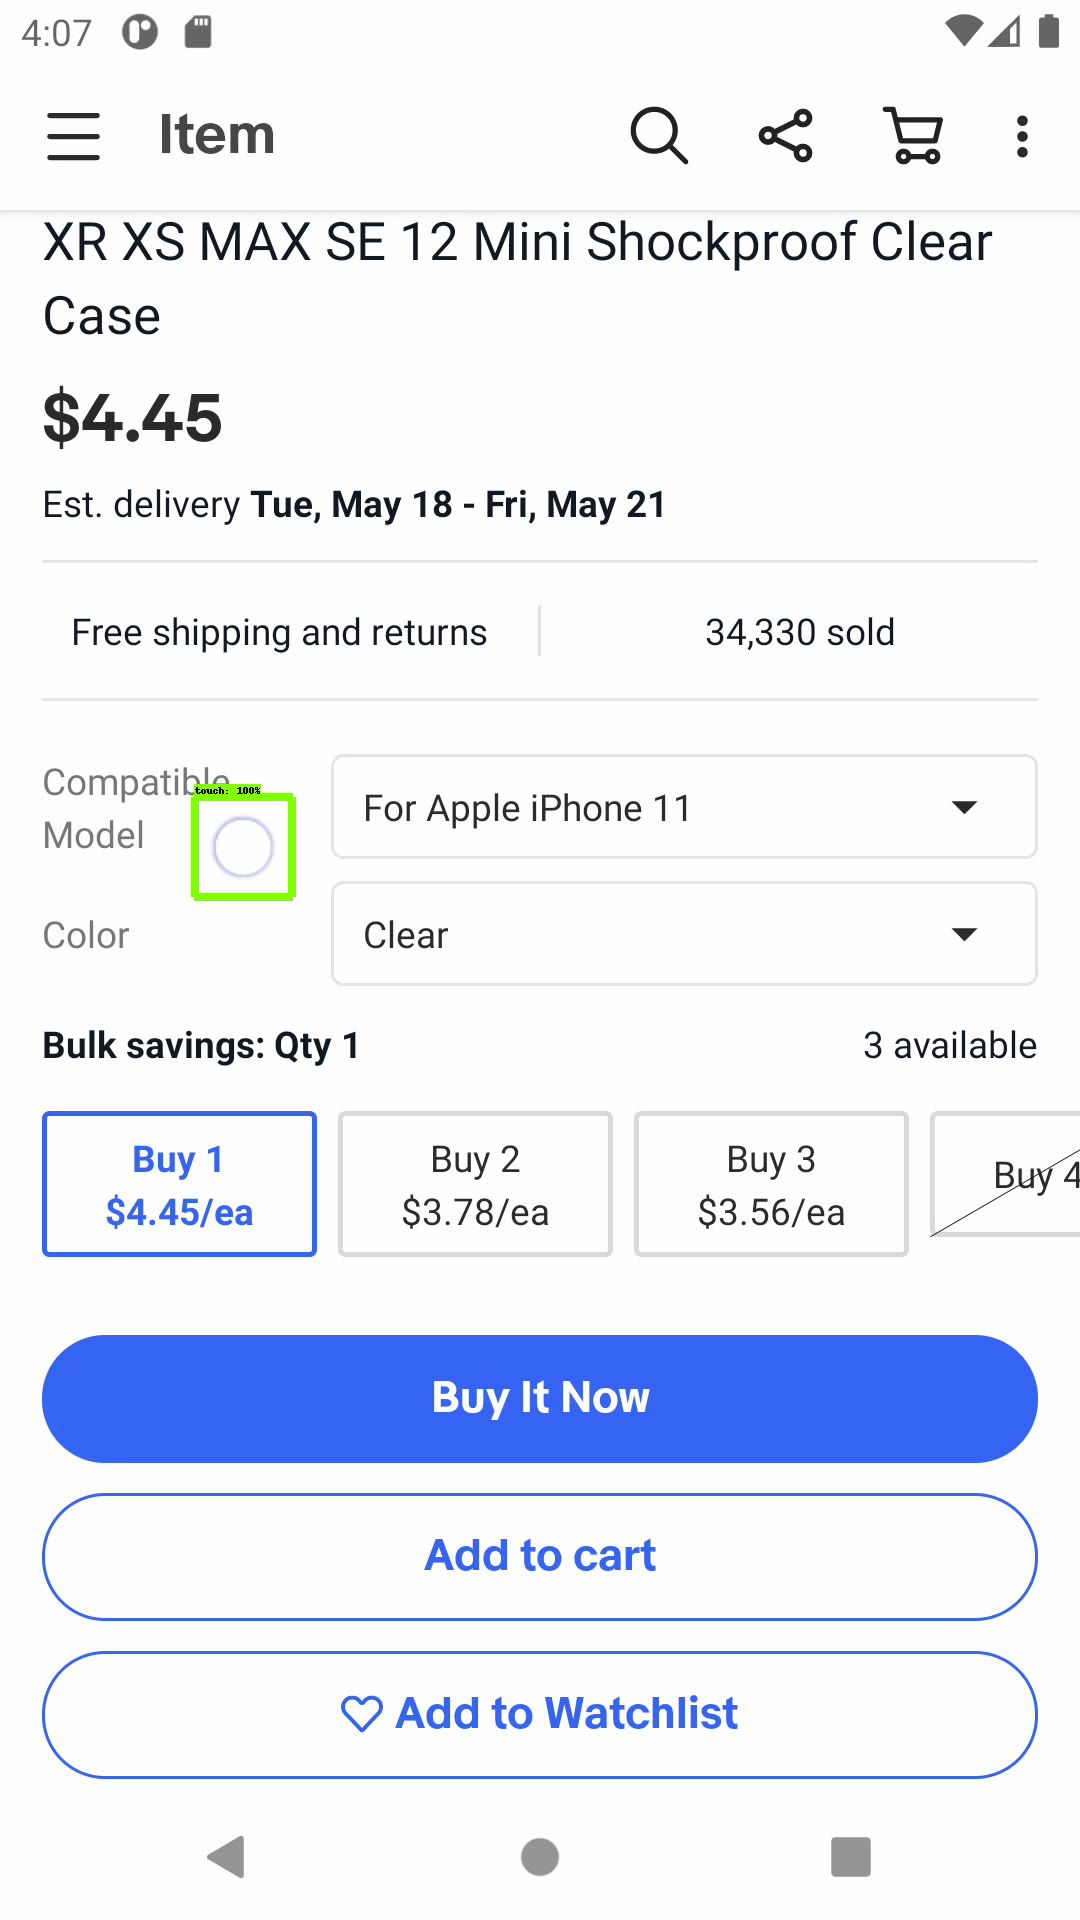 4:07
Item
XR XS MAX SE 12 Mini Shockproof Clear
Case
$4.45
Est. delivery Tue, May 18 - Fri, May 21
Free shipping and returns
34,330 sold
Compatible
Model
touch: 100%
For Apple iPhone 11
Color
Clear
Bulk savings: Qty 1
3 available
Buy 1
$4.45/ea
Buy 2
$3.78/ea
Buy 3
$3.56/ea
Buy 4
Buy It Now
Add to cart
Add to Watchlist